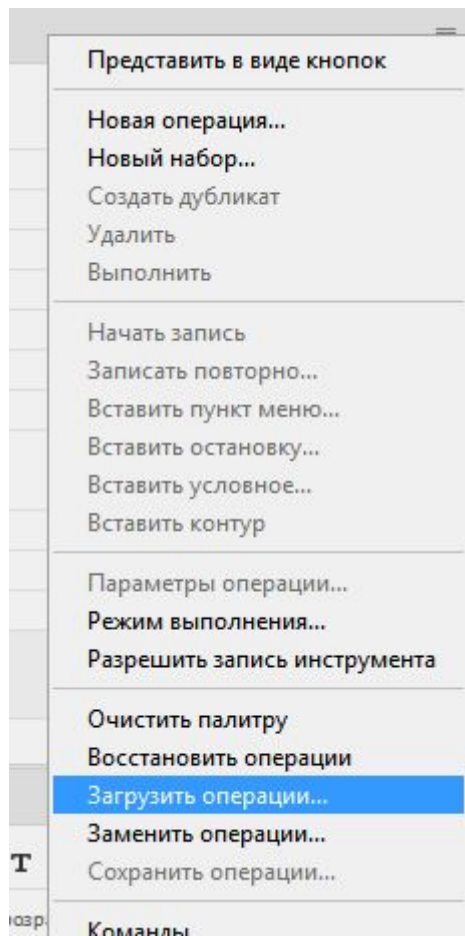 Представить в виде кнопок
Новая операция...
Новый набор...
Создать дубликат
Удалить
Выполнить
Начать запись
Записать повторно...
Вставить пункт меню...
Вставить остановку...
Вставить условное...
Вставить контур
Параметры операции...
Режим выполнения...
Разрешить запись инструмента
Очистить палитру
Восстановить операции
Загрузить операции...
Заменить операции...
T
Сохранить операции...
Команды